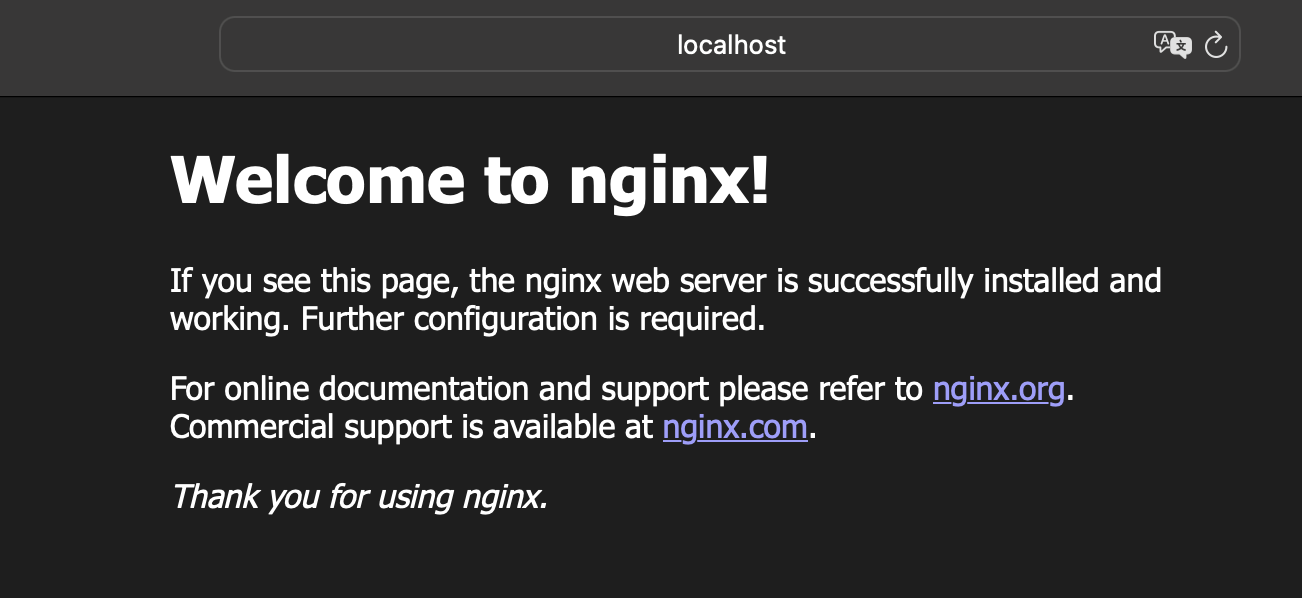 localhost
Welcome to nginx!
If you see this page, the nginx web server is successfully installed and
working. Further configuration is required.
For online documentation and support please refer to nginx.org.
Commercial support is available at nginx.com.
Thank you for using nginx.